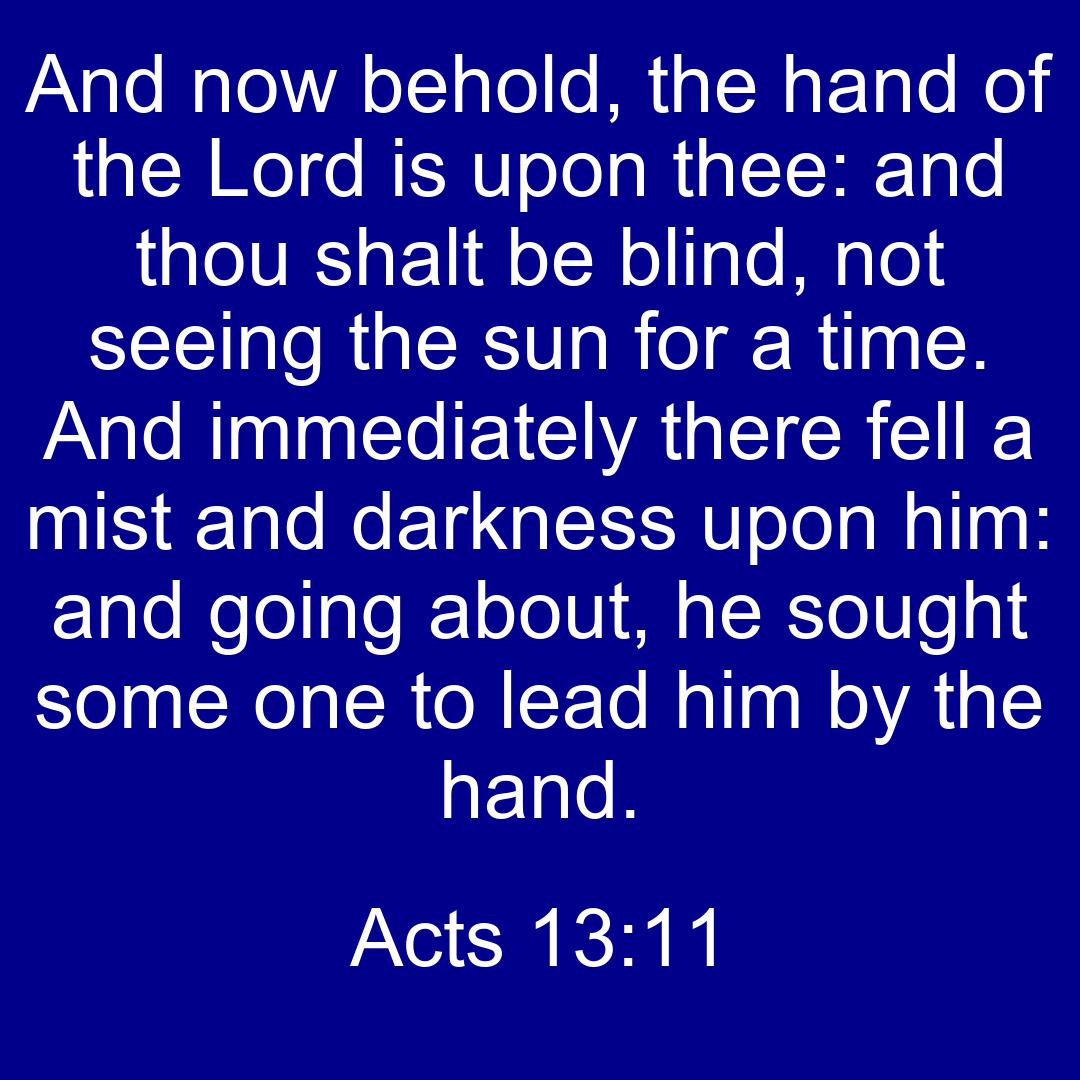 And now behold, the hand of
the Lord is upon thee: and
thou shalt be blind, not
seeing the sun for a time.
And immediately there fell a
mist and darkness upon him:
and going about, he sought
some one to lead him by the
hand.
Acts 13:11